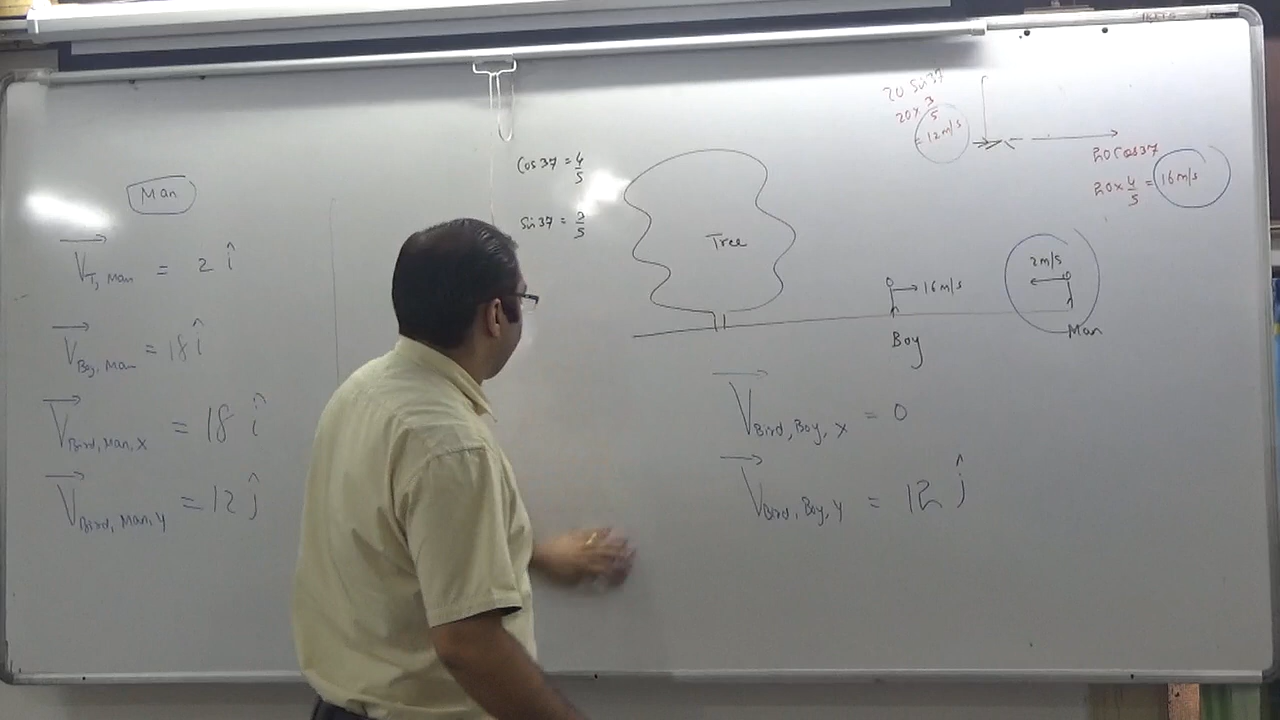 Man
V⃗ T, Man = 2 î
V⃗ Boy, Man = 18 î
V⃗ Bird, Man, X = 18 î
V⃗ Bird, Man, y = 12 ĵ
Cos 37 = 4/5
Sin 37 = 3/5
Tree
16 m/s
Boy
2 m/s
Man
20 Sin 37
20 × 3/5
= 12 m/s
20 Cos 37
20 × 4/5 = 16 m/s
V⃗ Bird, Boy, X = 0
V⃗ Bird, Boy, y = 12 ĵ